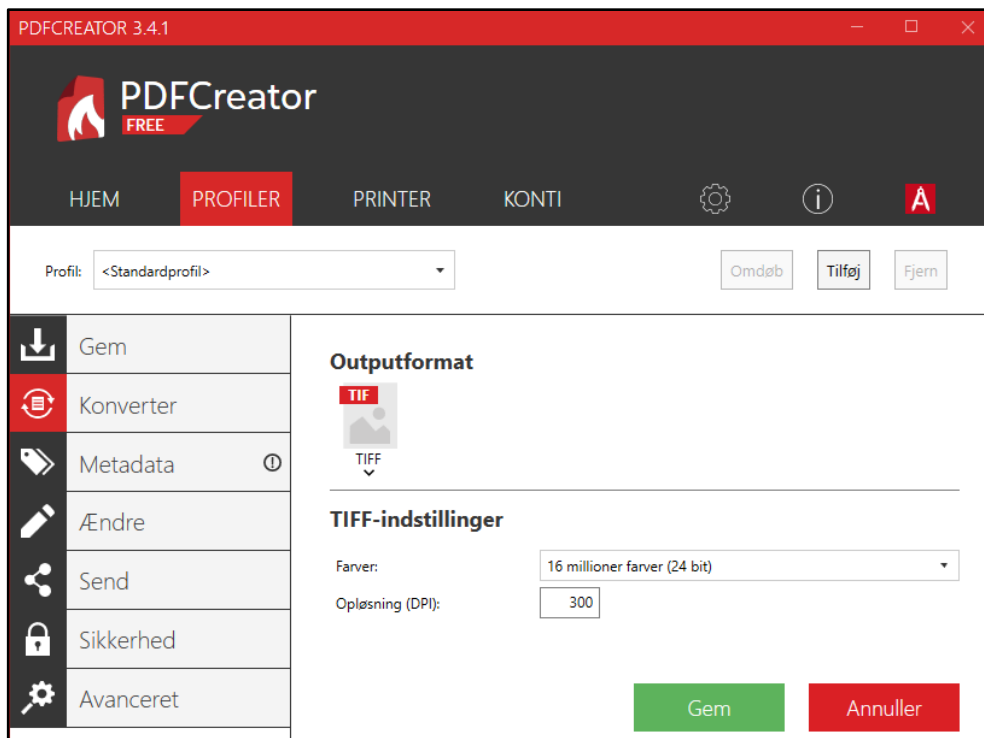 PDFCREATOR 3.4.1
PDFCreator
FREE
HJEM PROFILER PRINTER KONTI
Profil: <Standardprofil> Omdøb Tilføj Fjern
Gem
Konverter
Metadata
Ændre
Send
Sikkerhed
Avanceret
Outputformat
TIF
TIFF
TIFF-indstillinger
Farver: 16 millioner farver (24 bit)
Opløsning (DPI): 300
Gem Annuller